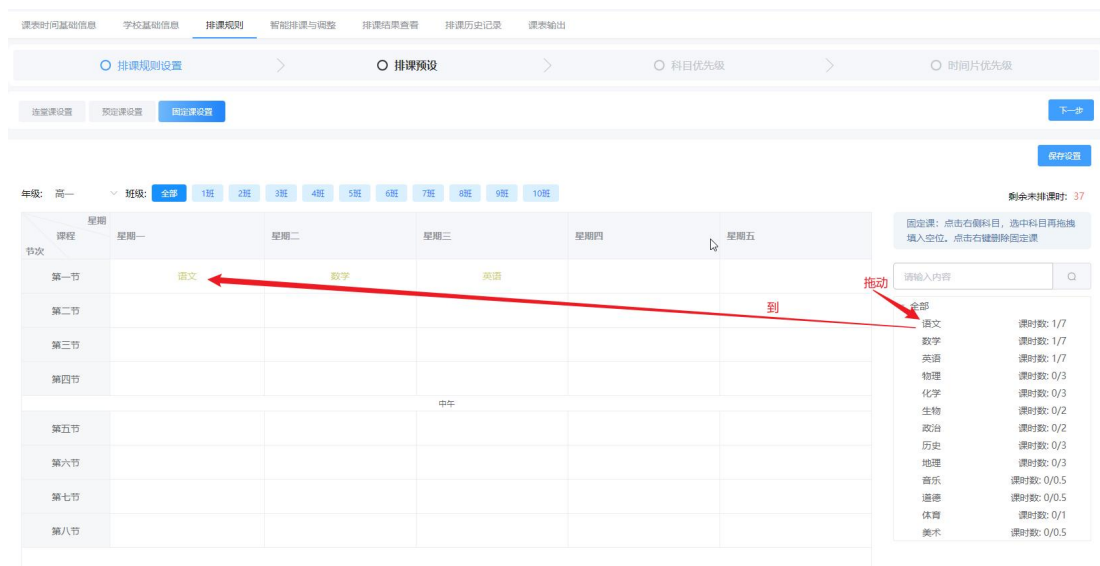 课表时间基础信息 学校基础信息 排课规则 智能排课与调整 排课结果查看 排课历史记录 课表输出
排课规则设置 排课预设 科目优先级 时间片优先级
连堂课设置 预定课设置 固定课设置 下一步
保存设置
年级: 高一 班级: 全部 1班 2班 3班 4班 5班 6班 7班 8班 9班 10班 剩余未排课时: 37
星期
课程
节次
星期一 星期二 星期三 星期四 星期五
固定课：点击右侧科目，选中科目再拖拽
填入空位。点击右键删除固定课
第一节 语文 数学 英语
请输入内容
拖动
到
第二节
第三节
第四节
中午
第五节
第六节
第七节
第八节
全部
语文 课时数: 1/7
数学 课时数: 1/7
英语 课时数: 1/7
物理 课时数: 0/3
化学 课时数: 0/3
生物 课时数: 0/2
政治 课时数: 0/2
历史 课时数: 0/3
地理 课时数: 0/3
音乐 课时数: 0/0.5
道德 课时数: 0/0.5
体育 课时数: 0/1
美术 课时数: 0/0.5